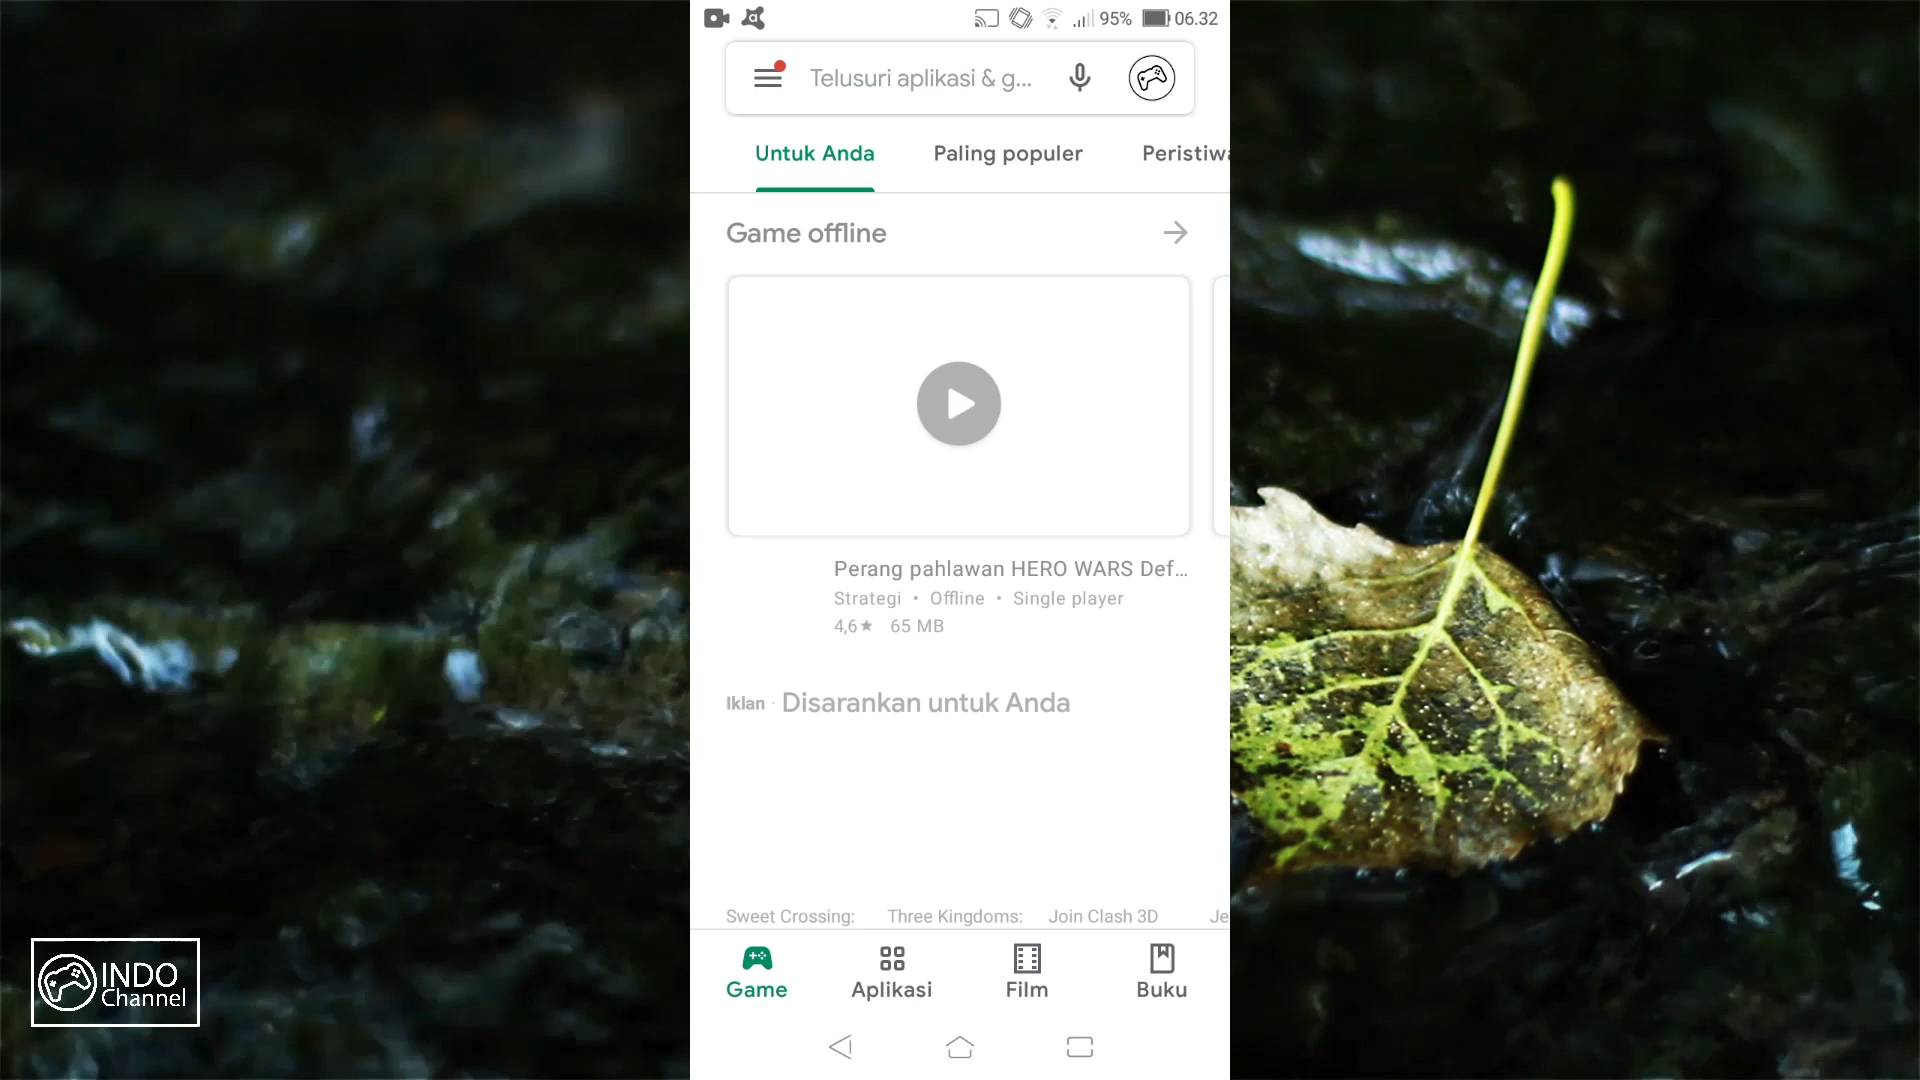 95% 06.32
Telusuri aplikasi & g...
Untuk Anda Paling populer Peristiwa
Game offline
Perang pahlawan HERO WARS Def...
Strategi • Offline • Single player
4,6★ 65 MB
Iklan · Disarankan untuk Anda
Sweet Crossing: Three Kingdoms: Join Clash 3D Je
Game Aplikasi Film Buku
INDO
Channel